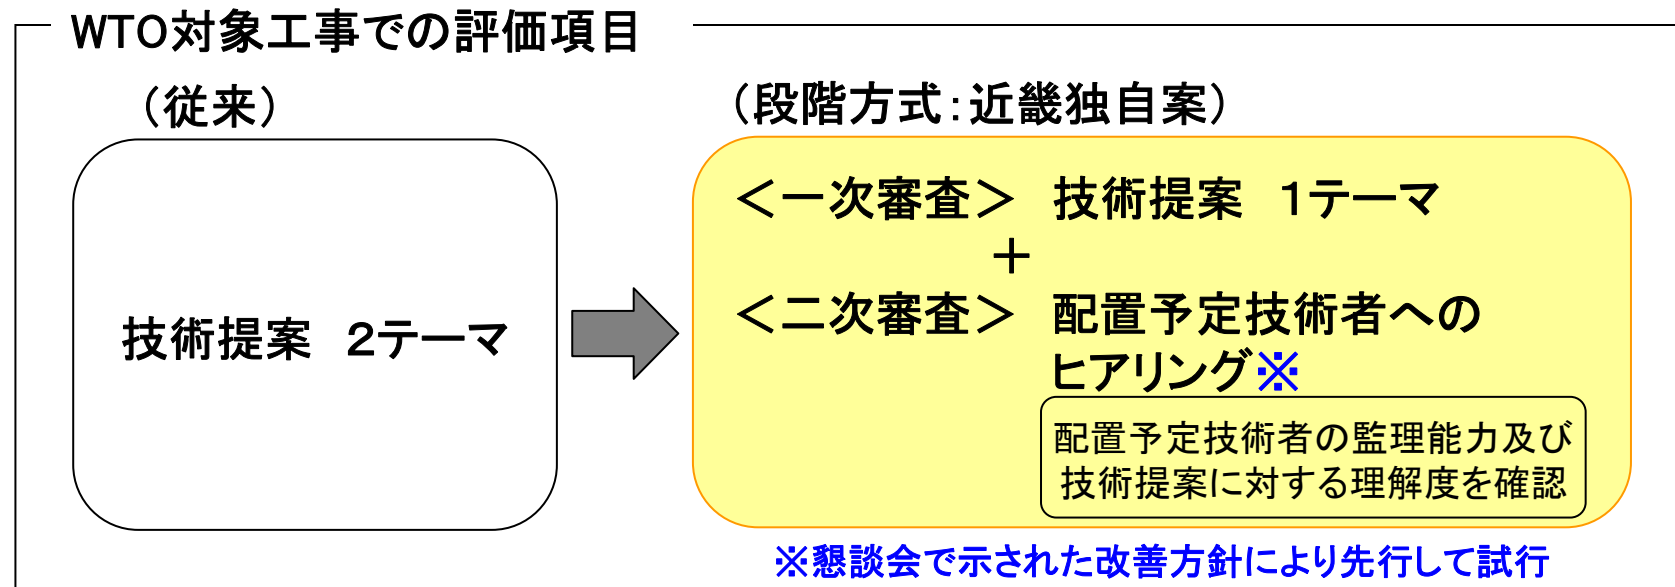 WTO対象工事での評価項目
（従来）
技術提案　2テーマ
（段階方式：近畿独自案）
＜一次審査＞　技術提案　1テーマ
＋
＜二次審査＞　配置予定技術者への
ヒアリング※
配置予定技術者の監理能力及び
技術提案に対する理解度を確認
※懇談会で示された改善方針により先行して試行